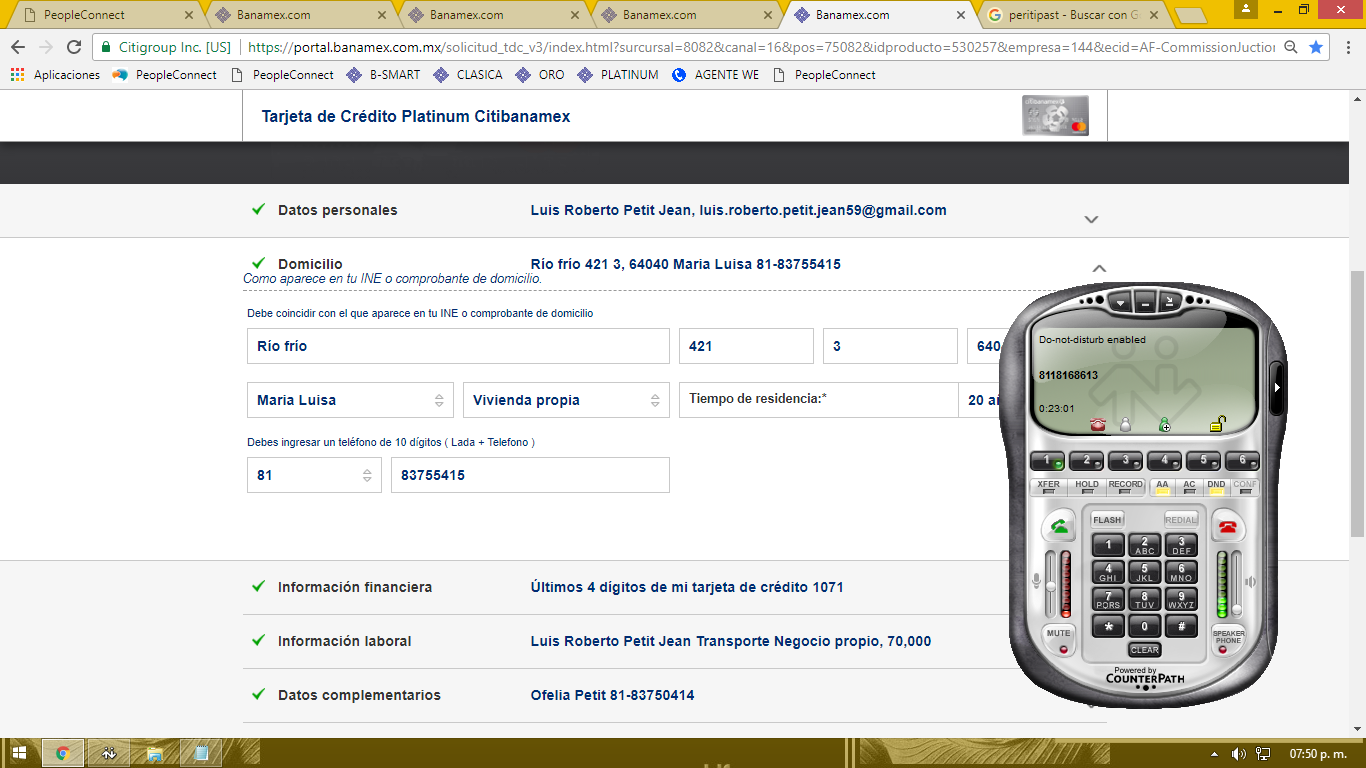 PeopleConnect
Banamex.com
Banamex.com
Banamex.com
Banamex.com
peritipast - Buscar con G
Citigroup Inc. [US]
https://portal.banamex.com.mx/solicitud_tdc_v3/index.html?surcursal=8082&canal=16&pos=75082&idproducto=530257&empresa=144&ecid=AF-CommissionJuction
Aplicaciones
PeopleConnect
PeopleConnect
B-SMART
CLASICA
ORO
PLATINUM
AGENTE WE
PeopleConnect
Tarjeta de Crédito Platinum Citibanamex
Datos personales
Luis Roberto Petit Jean, luis.roberto.petit.jean59@gmail.com
Domicilio
Río frío 421 3, 64040 Maria Luisa 81-83755415
Como aparece en tu INE o comprobante de domicilio.
Debe coincidir con el que aparece en tu INE o comprobante de domicilio
Río frío
421
3
640
Maria Luisa
Vivienda propia
Tiempo de residencia:*
20 añ
Debes ingresar un teléfono de 10 dígitos ( Lada + Telefono )
81
83755415
Información financiera
Últimos 4 dígitos de mi tarjeta de crédito 1071
Información laboral
Luis Roberto Petit Jean Transporte Negocio propio, 70,000
Datos complementarios
Ofelia Petit 81-83750414
Do-not-disturb enabled
8118168613
0:23:01
1 2 3 4 5 6
XFER HOLD RECORD AA AC DND CONF
FLASH REDIAL
1 2 ABC 3 DEF
4 GHI 5 JKL 6 MNO
7 PQRS 8 TUV 9 WXYZ
* 0 #
MUTE
SPEAKER PHONE
CLEAR
Powered by
COUNTERPATH
07:50 p. m.